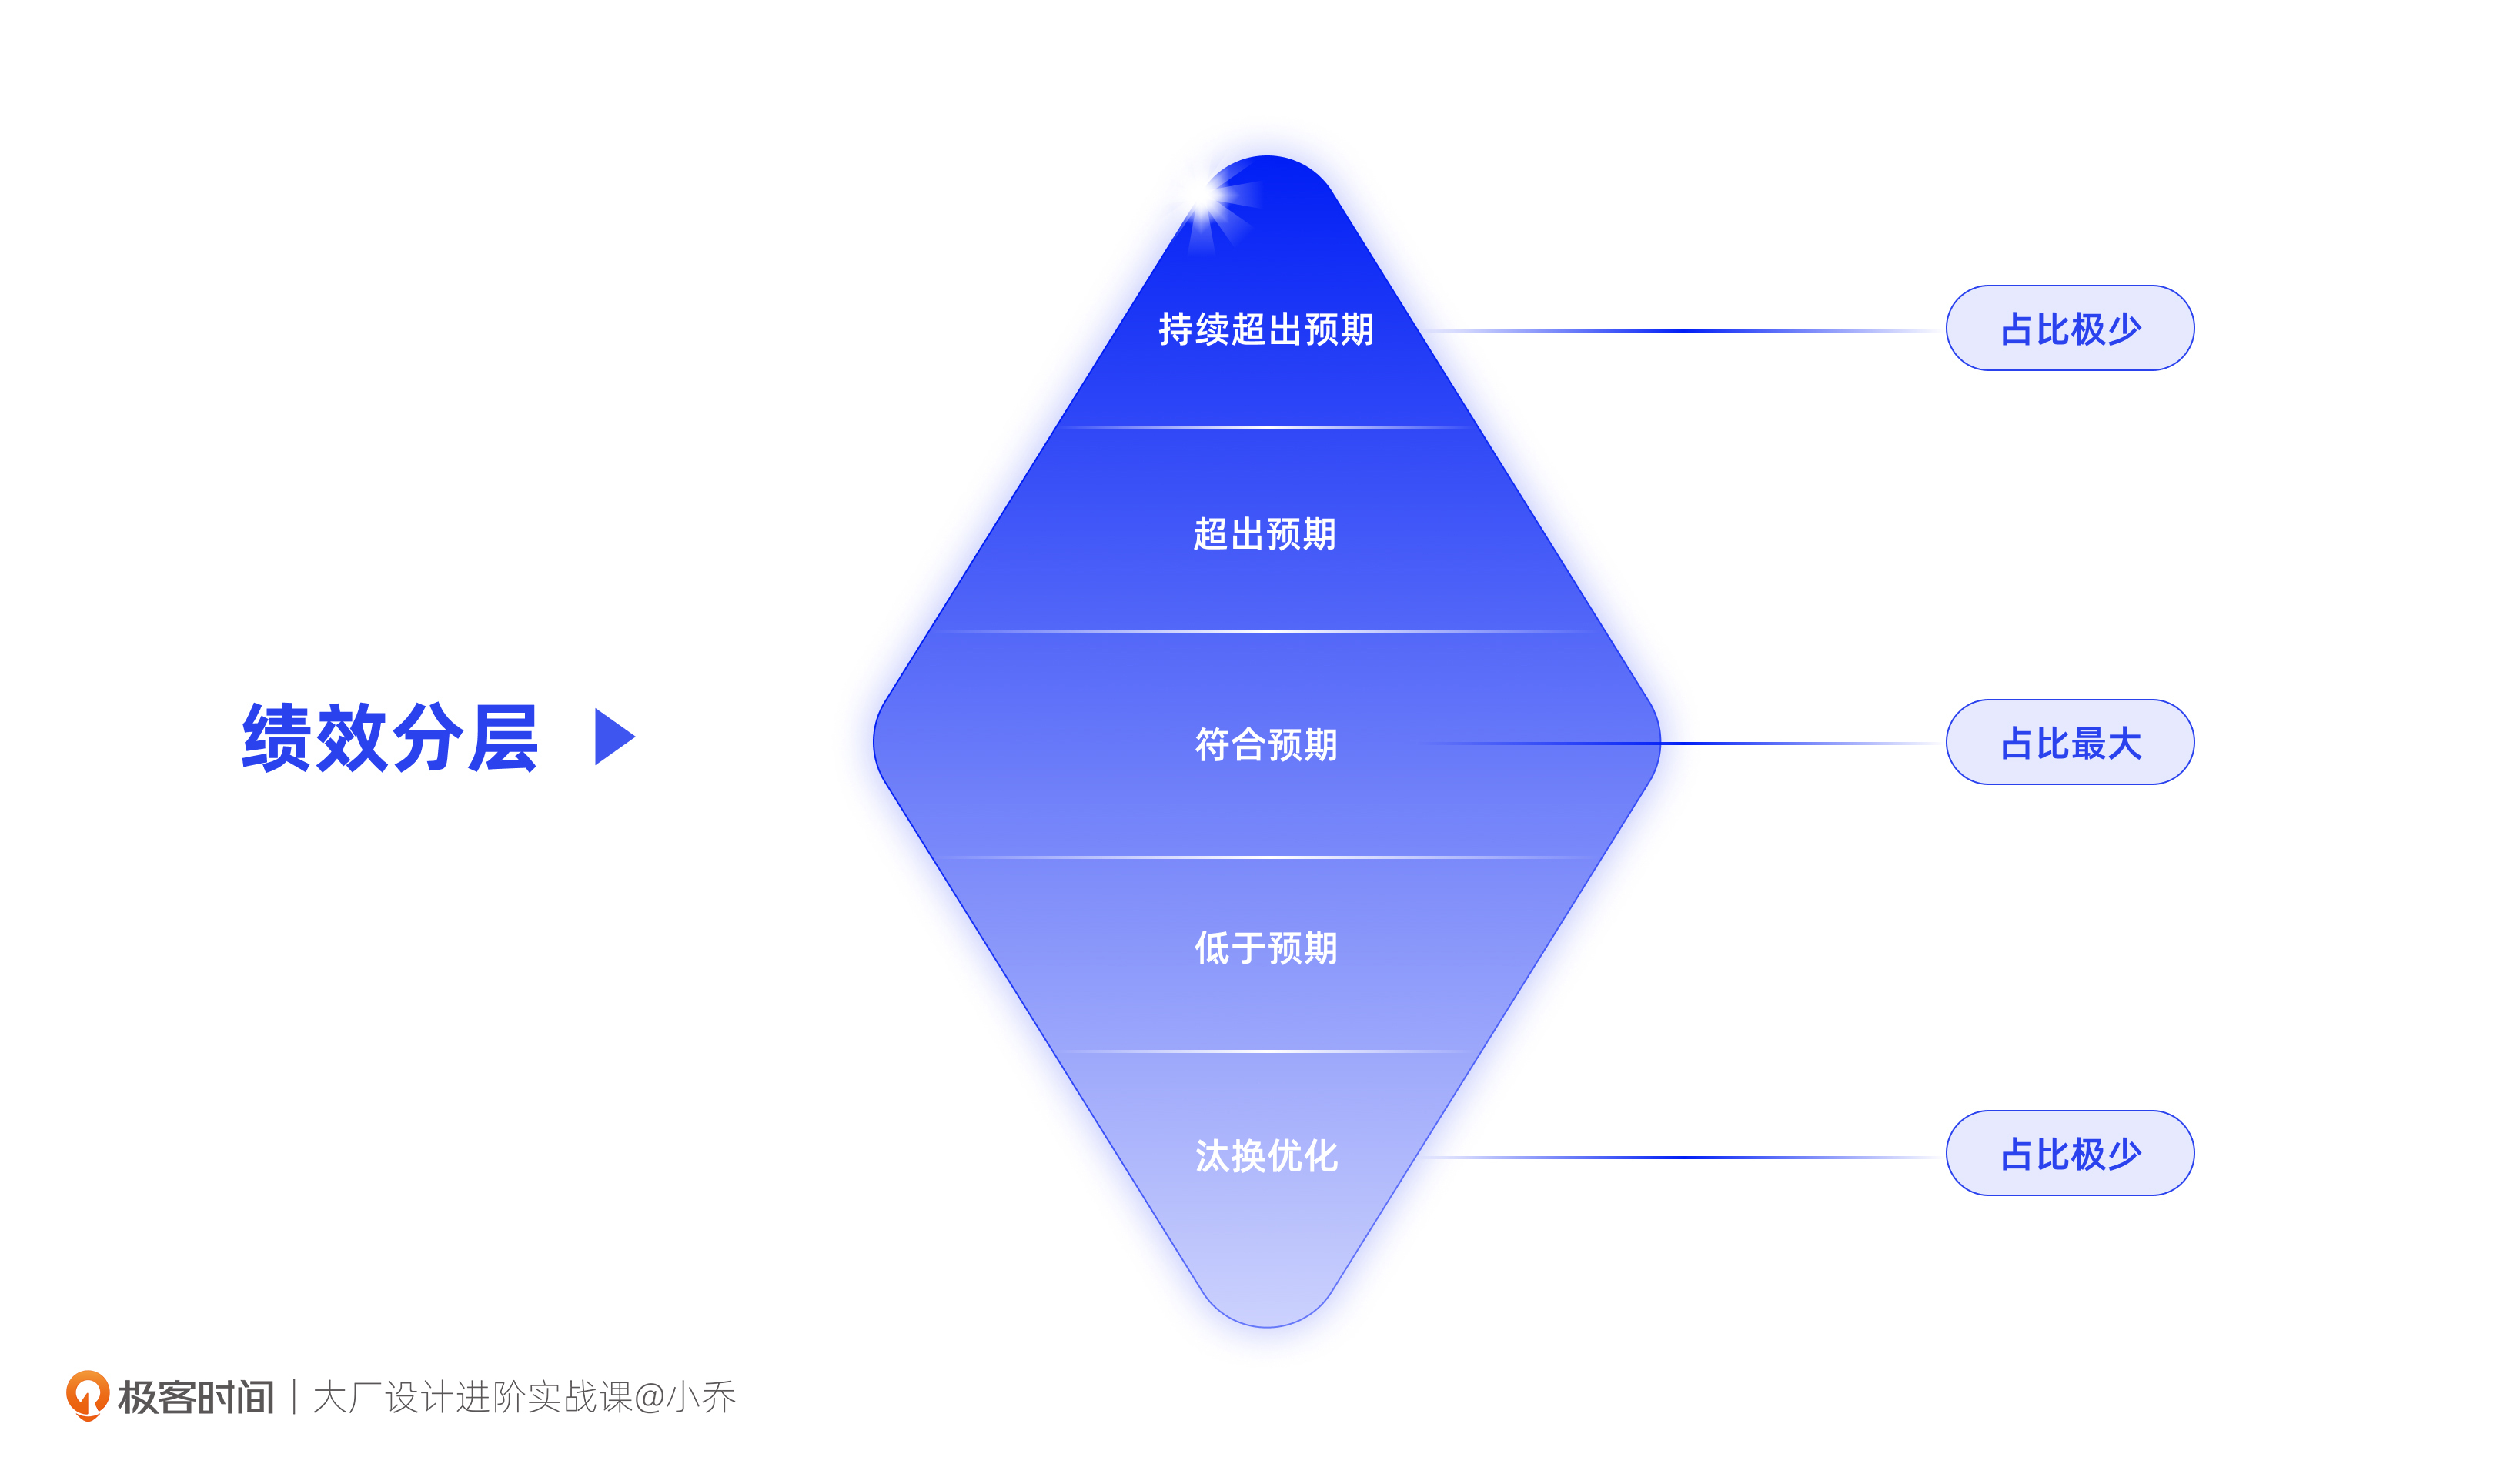 持续超出预期
占比极少
超出预期
绩效分层
符合预期
占比最大
低于预期
汰换优化
占比极少
极客时间 | 大厂设计进阶实战课@小乔